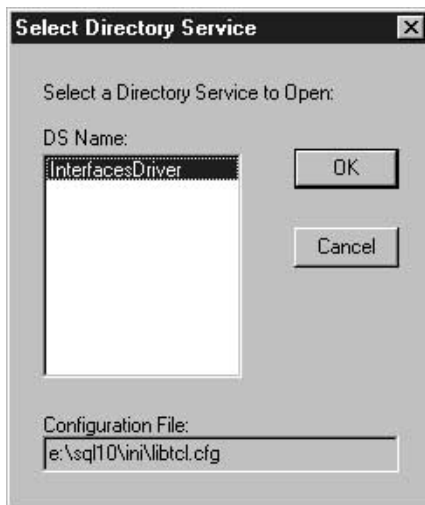 Select Directory Service
Select a Directory Service to Open:
DS Name:
InterfacesDriver
OK
Cancel
Configuration File:
e:\sql10\ini\libtcl.cfg